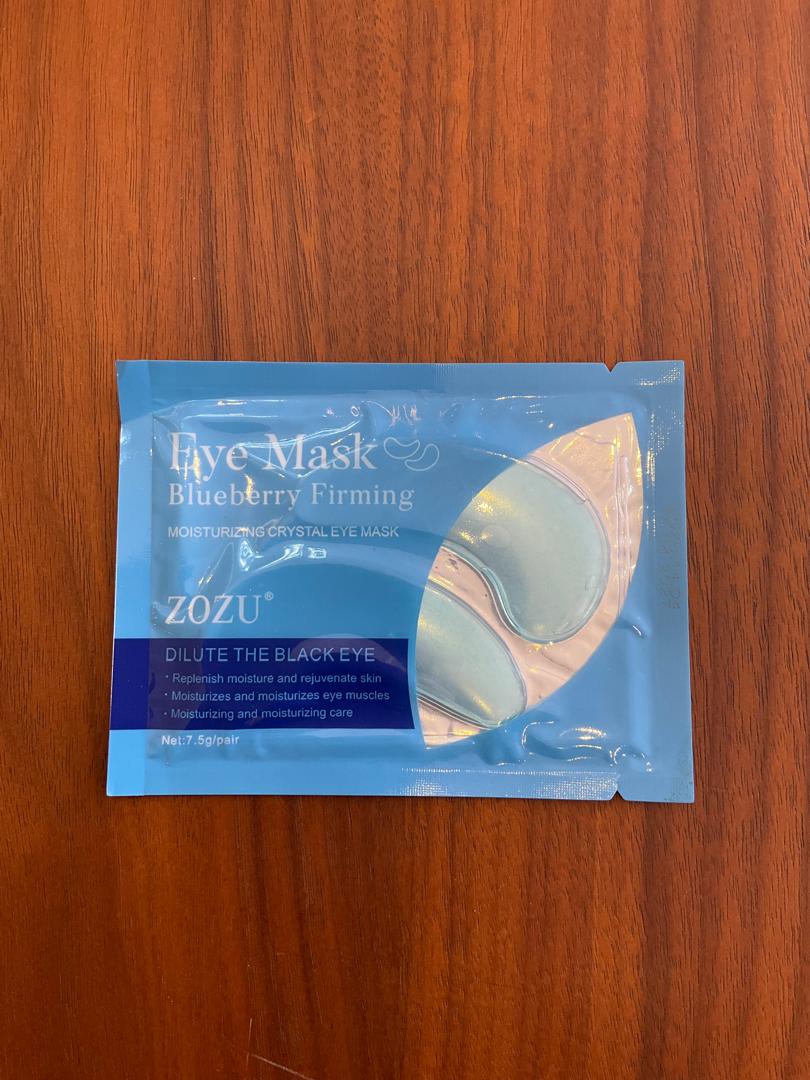 Eye Mask
Blueberry Firming
MOISTURIZING CRYSTAL EYE MASK
ZOZU®
DILUTE THE BLACK EYE
· Replenish moisture and rejuvenate skin
· Moisturizes and moisturizes eye muscles
· Moisturizing and moisturizing care
Net:7.5g/pair